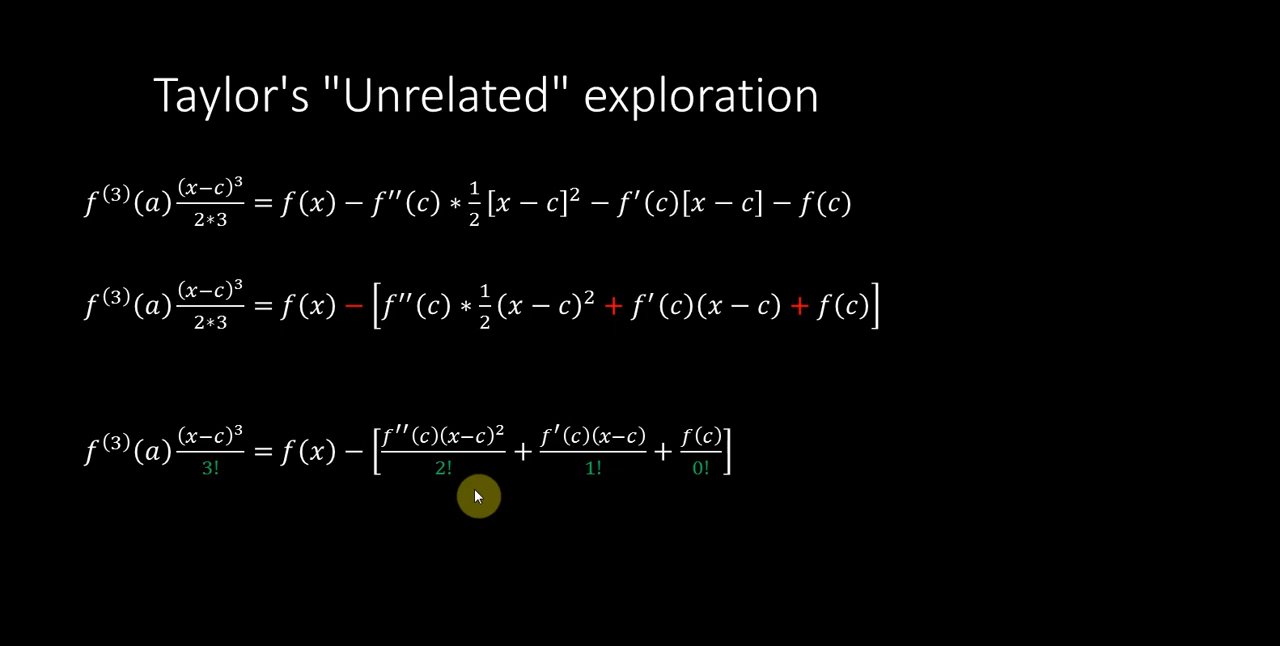 Taylor's "Unrelated" exploration
f⁽³⁾(a) (x−c)³/2∗3 = f(x) − f′′(c) ∗ 1/2 [x − c]² − f′(c)[x − c] − f(c)
f⁽³⁾(a) (x−c)³/2∗3 = f(x) − [f′′(c) ∗ 1/2 (x − c)² + f′(c)(x − c) + f(c)]
f⁽³⁾(a) (x−c)³/3! = f(x) − [f′′(c)(x−c)²/2! + f′(c)(x−c)/1! + f(c)/0!]